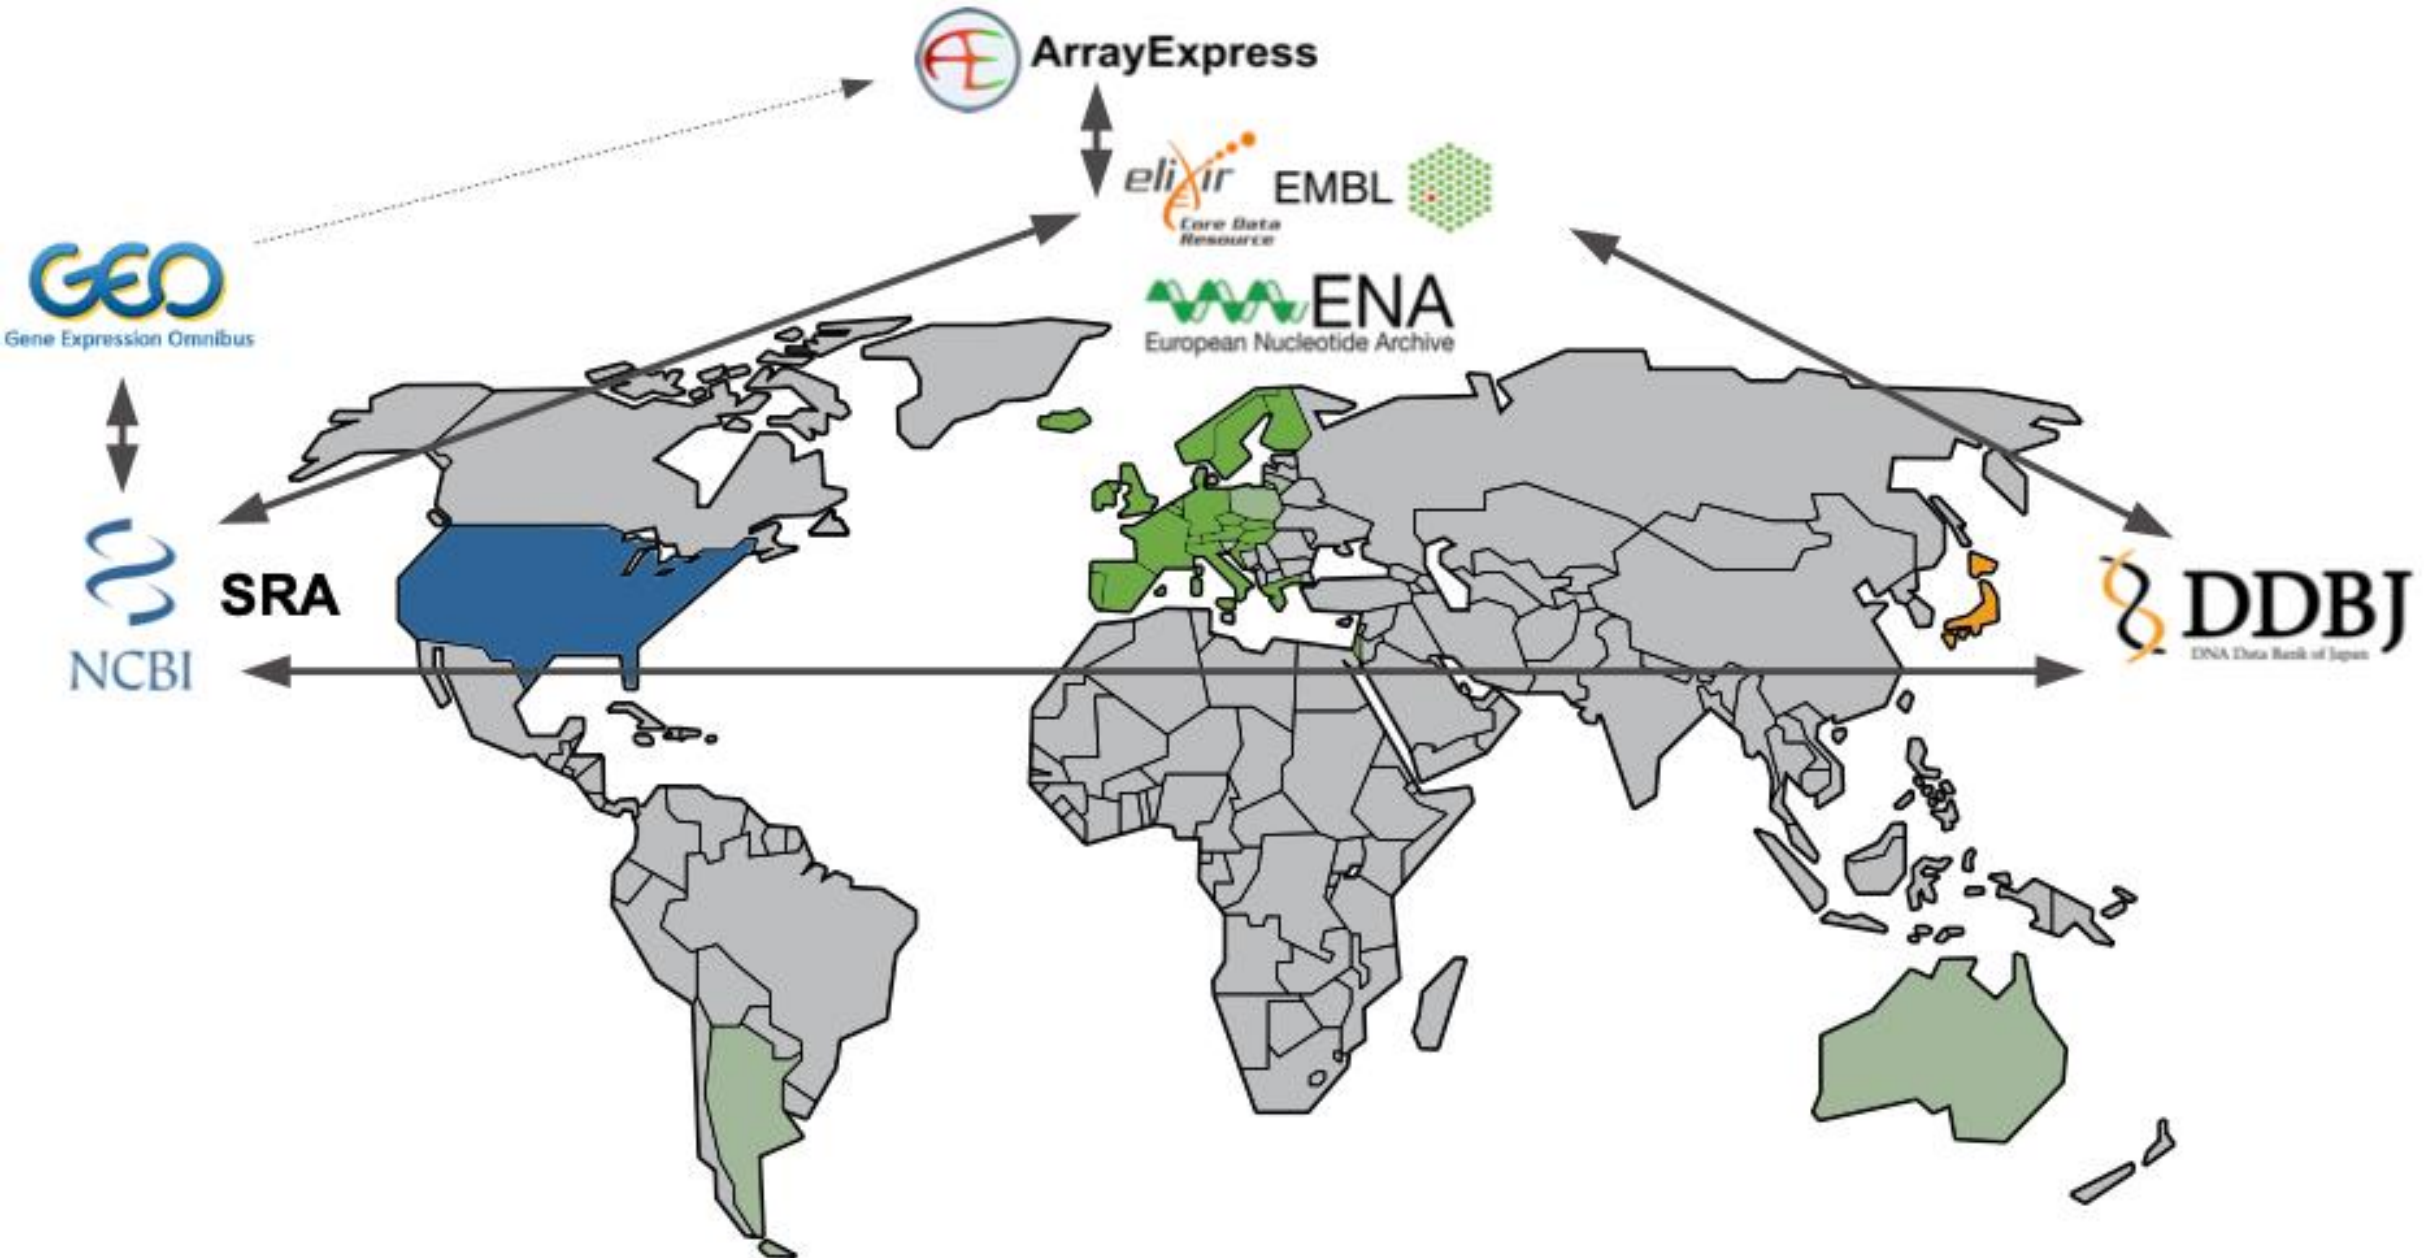 ArrayExpress
elixir
Core Data
Resource
EMBL
GEO
Gene Expression Omnibus
ENA
European Nucleotide Archive
SRA
NCBI
DDBJ
DNA Data Bank of Japan